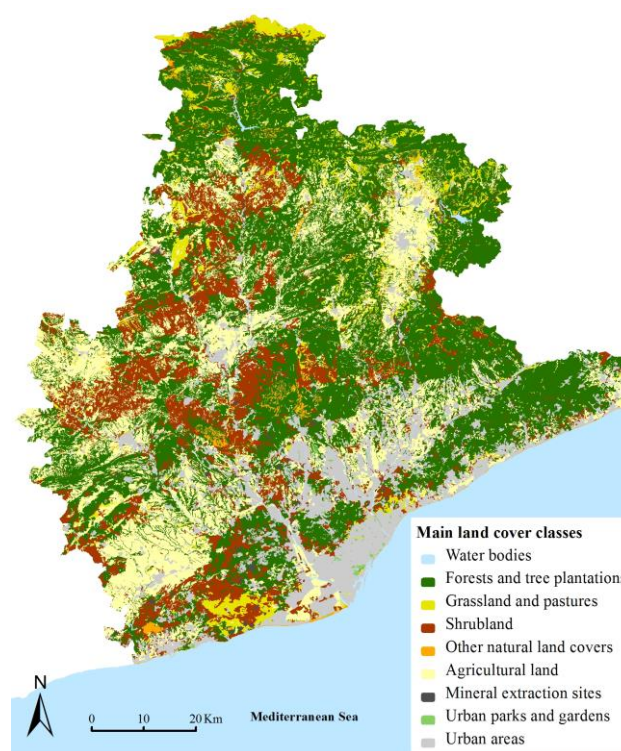 Main land cover classes
Water bodies
Forests and tree plantations
Grassland and pastures
Shrubland
Other natural land covers
Agricultural land
Mineral extraction sites
Urban parks and gardens
Urban areas
N
0 10 20 Km
Mediterranean Sea